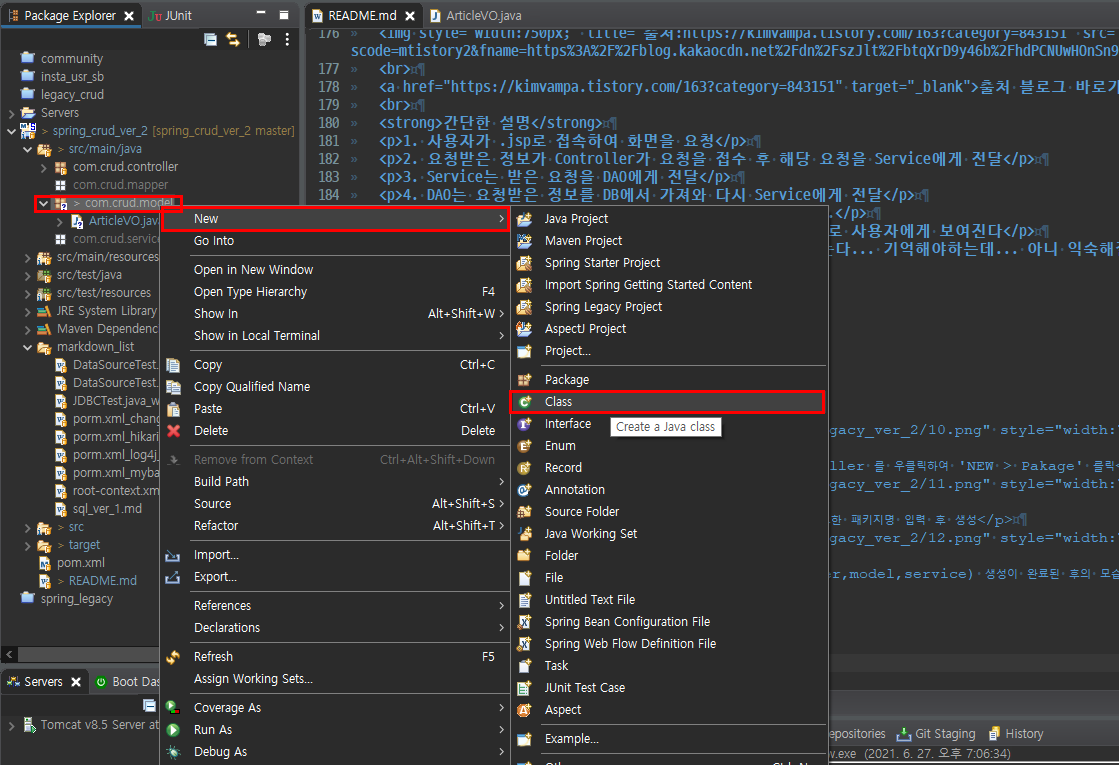 Package Explorer
JUnit
community
insta_usr_sb
legacy_crud
Servers
> spring_crud_ver_2 [spring_crud_ver_2 master]
> src/main/java
com.crud.controller
com.crud.mapper
> com.crud.model
ArticleVO.java
com.crud.service
src/main/resources
src/test/java
src/test/resources
JRE System Library
Maven Dependenc
markdown_list
DataSourceTest.
DataSourceTest.
JDBCTest.java_w
porm.xml_chang
porm.xml_hikari
porm.xml_log4j_
porm.xml_myba
root-context.xm
sql_ver_1.md
> src
> target
pom.xml
> README.md
spring_legacy
Servers
Boot Das
Tomcat v8.5 Server at
README.md
ArticleVO.java
176 <img style="width:750px;" title="출처:https://kimvampa.tistory.com/163?category=843151" src="
scode=mtistory2&fname=https%3A%2F%2Fblog.kakaocdn.net%2Fdn%2FszJlt%2FbtqXrD9y46b%2FhdPCNUwHOnSn9
177 <br>
178 <a href="https://kimvampa.tistory.com/163?category=843151" target="_blank">출처 블로그 바로가
179 <br>
180 <strong>간단한 설명</strong>
181 <p>1. 사용자가 .jsp로 접속하여 화면을 요청</p>
182 <p>2. 요청받은 정보가 Controller가 요청을 접수 후 해당 요청을 Service에게 전달</p>
183 <p>3. Service는 받은 요청을 DAO에게 전달</p>
184 <p>4. DAO는 요청받은 정보를 DB에서 가져와 다시 Service에게 전달</p>
.</p>
로 사용자에게 보여진다</p>
는다... 기억해야하는데... 아니 익숙해
gacy_ver_2/10.png" style="width:
ller 를 우클릭하여 'NEW > Pakage' 클릭<
gacy_ver_2/11.png" style="width:
한 패키지명 입력 후 생성</p>
gacy_ver_2/12.png" style="width:
er,model,service) 생성이 완료된 후의 모습
New
Go Into
Open in New Window
Open Type Hierarchy F4
Show In Alt+Shift+W
Show in Local Terminal
Copy Ctrl+C
Copy Qualified Name
Paste Ctrl+V
Delete Delete
Remove from Context Ctrl+Alt+Shift+Down
Build Path
Source Alt+Shift+S
Refactor Alt+Shift+T
Import...
Export...
References
Declarations
Refresh F5
Assign Working Sets...
Coverage As
Run As
Debug As
Java Project
Maven Project
Spring Starter Project
Import Spring Getting Started Content
Spring Legacy Project
AspectJ Project
Project...
Package
Class
Interface
Create a Java class
Enum
Record
Annotation
Source Folder
Java Working Set
Folder
File
Untitled Text File
Spring Bean Configuration File
Spring Web Flow Definition File
Task
JUnit Test Case
Aspect
Example...
epositories
Git Staging
History
w.exe (2021. 6. 27. 오후 7:06:34)